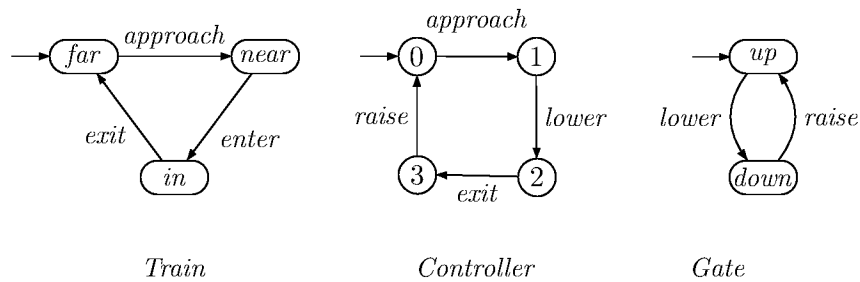 approach
far
near
exit
enter
in
Train
approach
0
1
raise
lower
3
2
exit
Controller
up
lower
raise
down
Gate